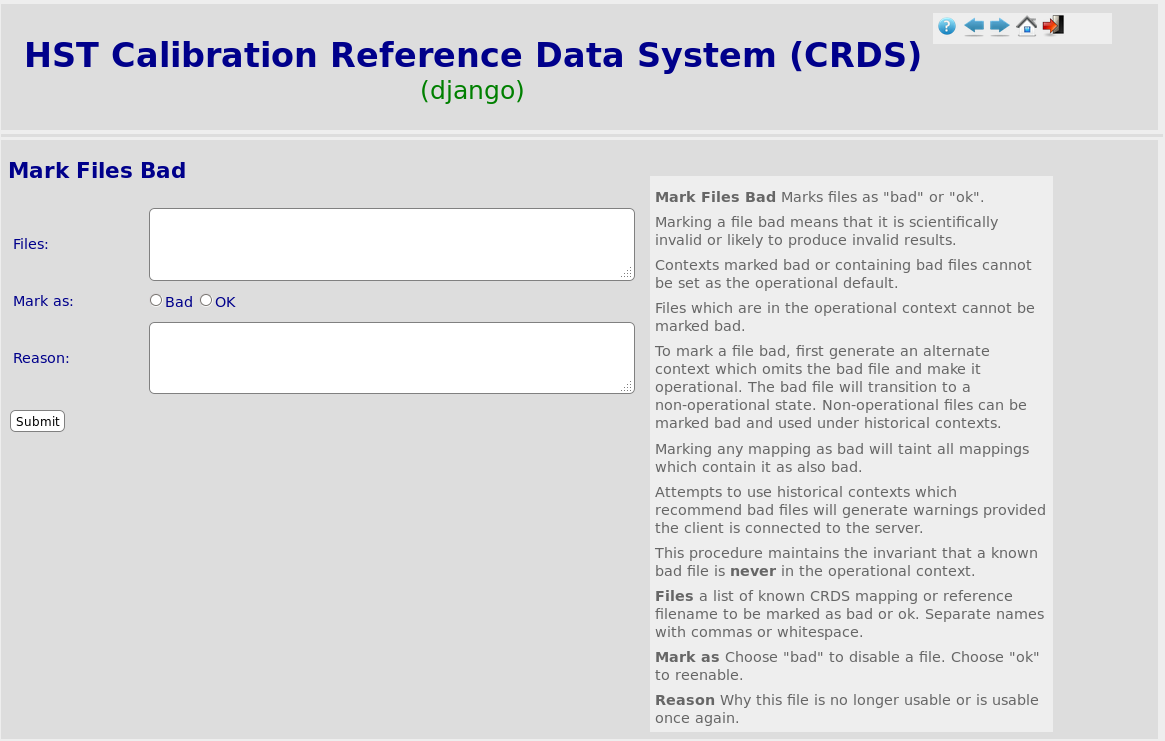 HST Calibration Reference Data System (CRDS)
(django)
Mark Files Bad
Files:
Mark as:
Bad OK
Reason:
Submit
Mark Files Bad Marks files as "bad" or "ok".
Marking a file bad means that it is scientifically
invalid or likely to produce invalid results.
Contexts marked bad or containing bad files cannot
be set as the operational default.
Files which are in the operational context cannot be
marked bad.
To mark a file bad, first generate an alternate
context which omits the bad file and make it
operational. The bad file will transition to a
non-operational state. Non-operational files can be
marked bad and used under historical contexts.
Marking any mapping as bad will taint all mappings
which contain it as also bad.
Attempts to use historical contexts which
recommend bad files will generate warnings provided
the client is connected to the server.
This procedure maintains the invariant that a known
bad file is never in the operational context.
Files a list of known CRDS mapping or reference
filename to be marked as bad or ok. Separate names
with commas or whitespace.
Mark as Choose "bad" to disable a file. Choose "ok"
to reenable.
Reason Why this file is no longer usable or is usable
once again.